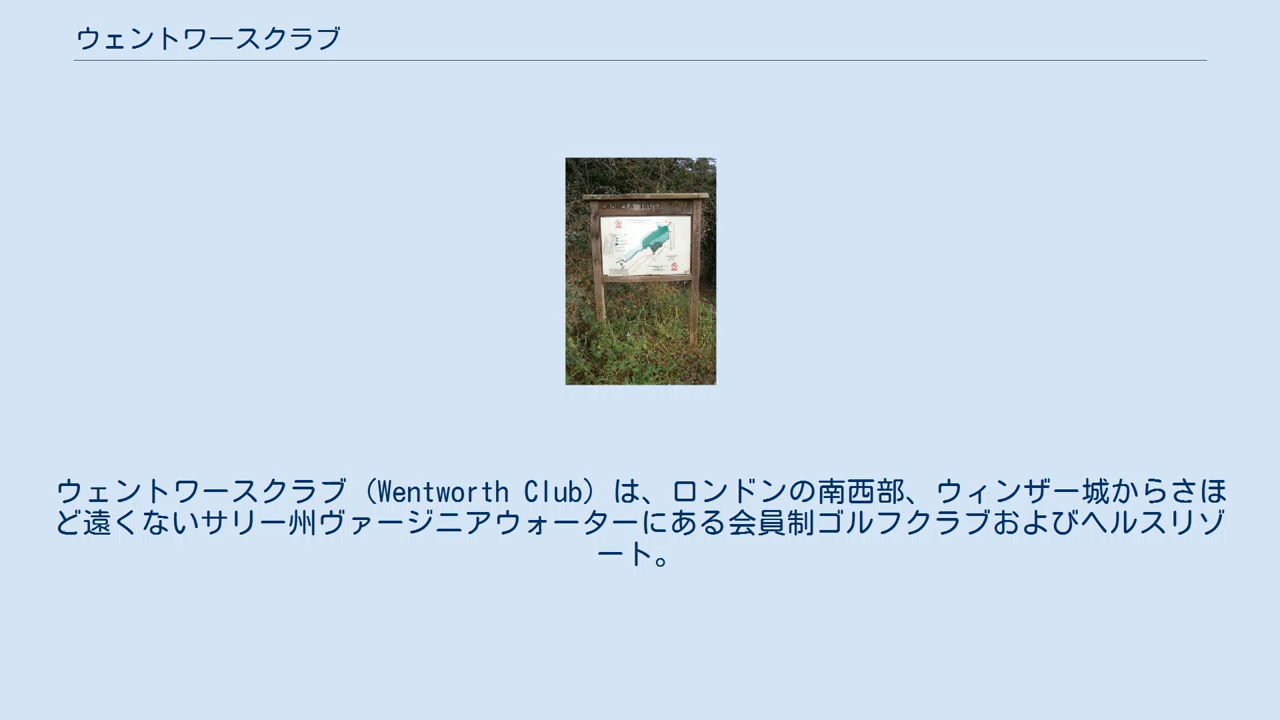 ウェントワースクラブ
ウェントワースクラブ（Wentworth Club）は、ロンドンの南西部、ウィンザー城からさほ
ど遠くないサリー州ヴァージニアウォーターにある会員制ゴルフクラブおよびヘルスリゾ
ート。